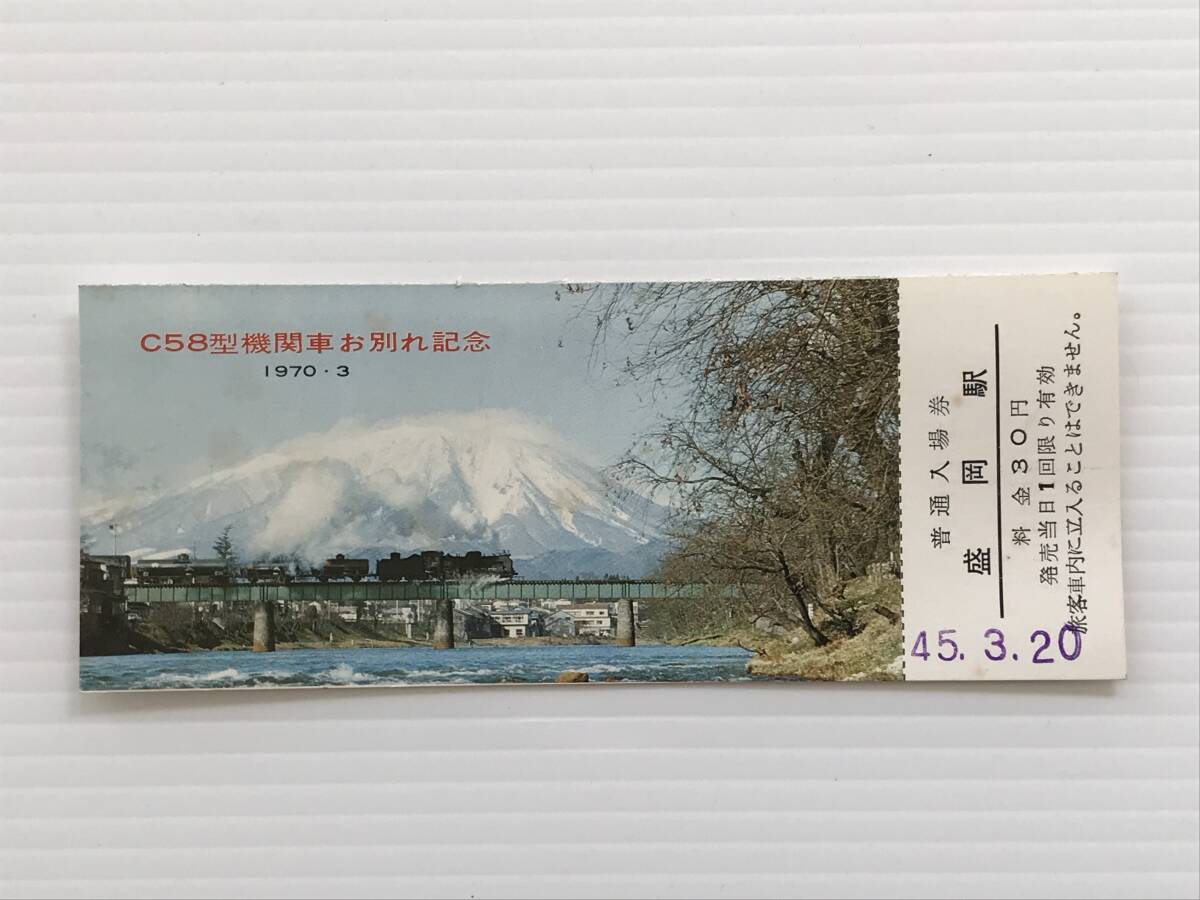 C58型機関車お別れ記念
1970・3
普通入場券
盛岡駅
料金30円
発売当日1回限り有効
旅客車内に立入ることはできません。
45.3.20